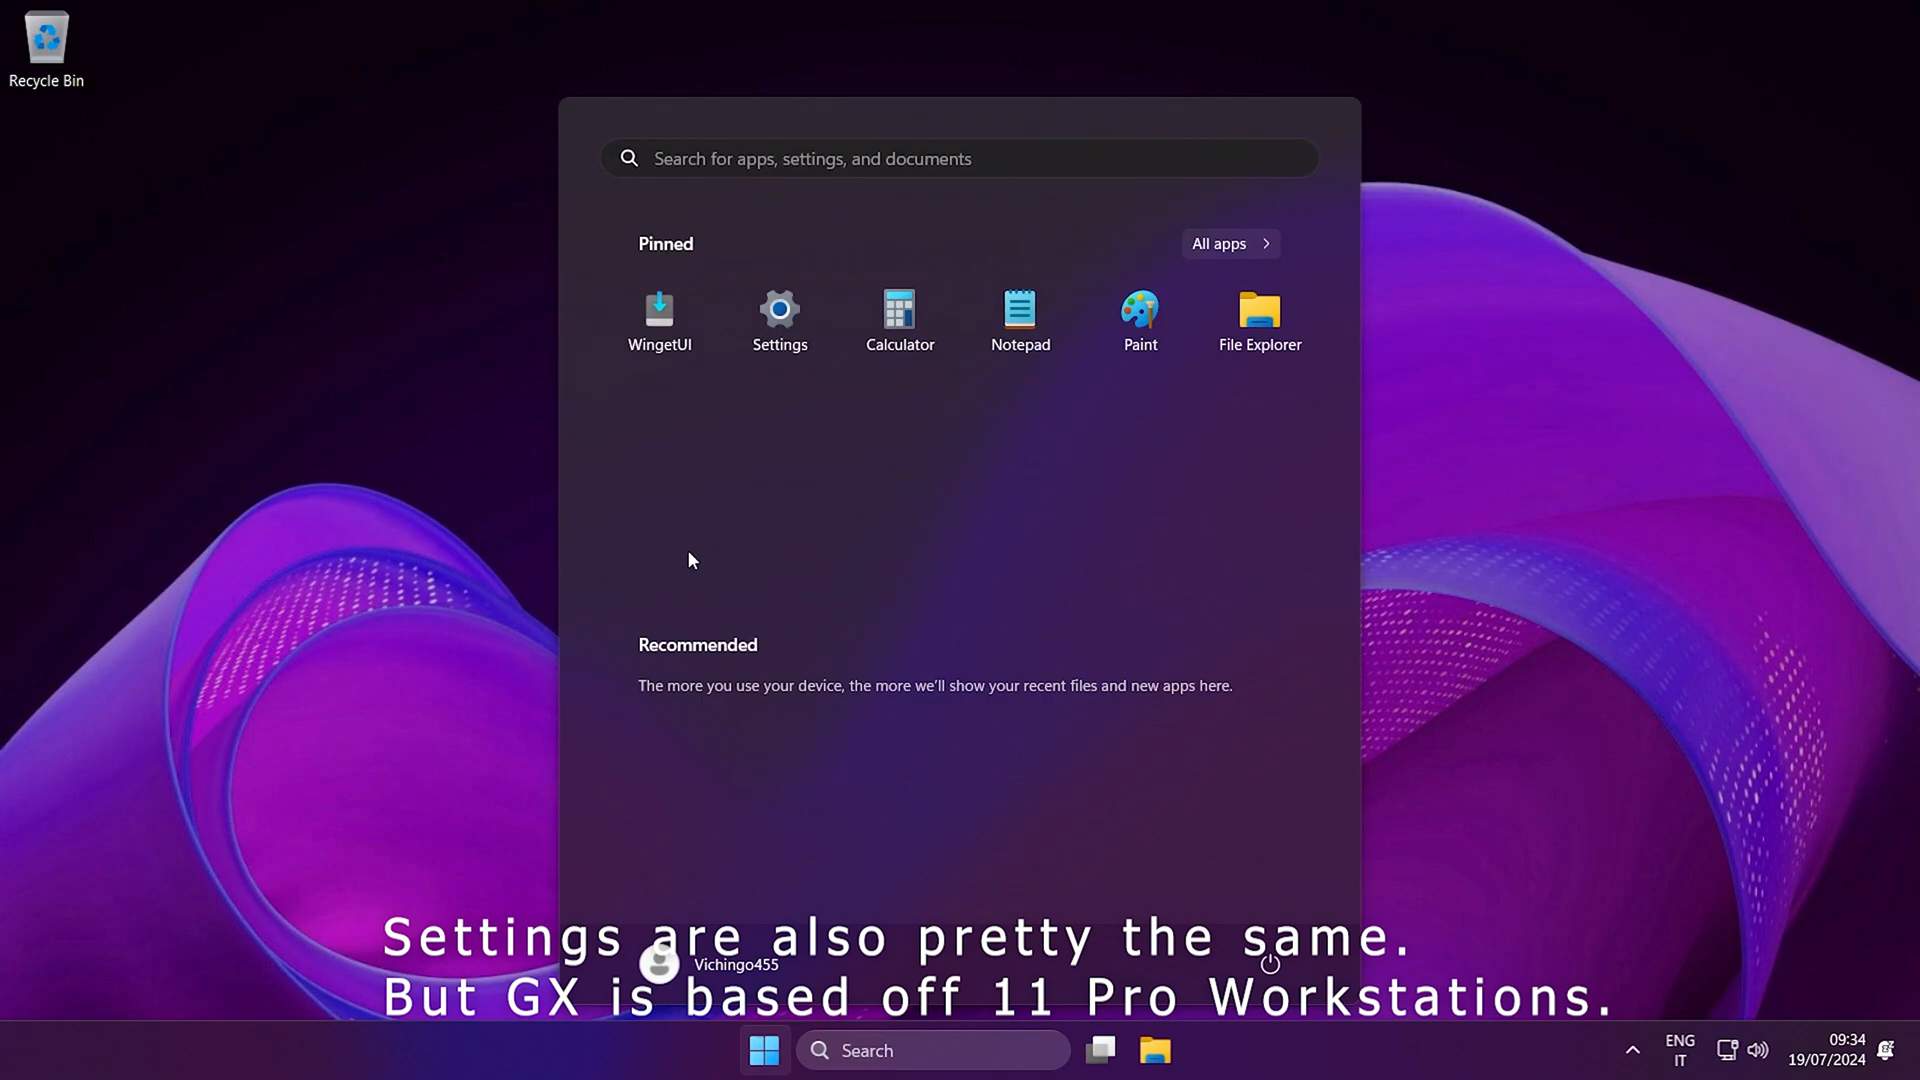 Recycle Bin
Search for apps, settings, and documents
Pinned
All apps
WingetUI
Settings
Calculator
Notepad
Paint
File Explorer
Recommended
The more you use your device, the more we'll show your recent files and new apps here.
Settings are also pretty the same.
Vichingo455
But GX is based off 11 Pro Workstations.
Search
ENG
IT
09:34
19/07/2024